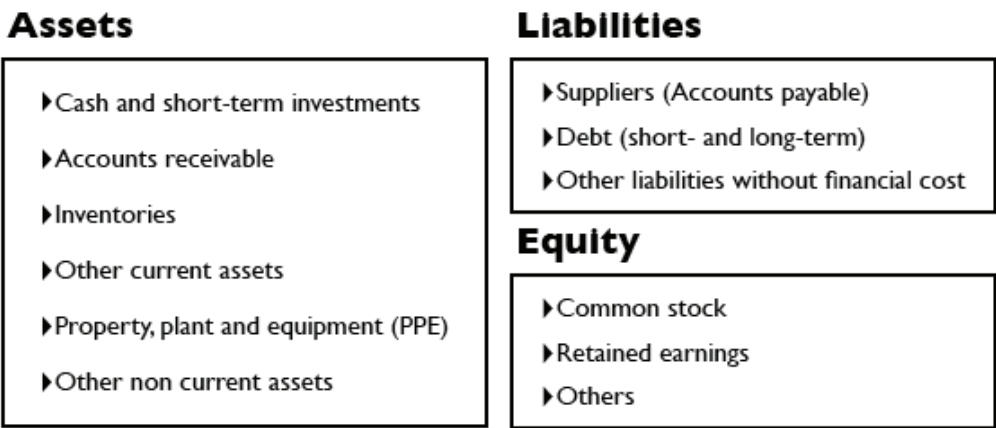 Assets
Cash and short-term investments
Accounts receivable
Inventories
Other current assets
Property, plant and equipment (PPE)
Other non current assets
Liabilities
Suppliers (Accounts payable)
Debt (short- and long-term)
Other liabilities without financial cost
Equity
Common stock
Retained earnings
Others